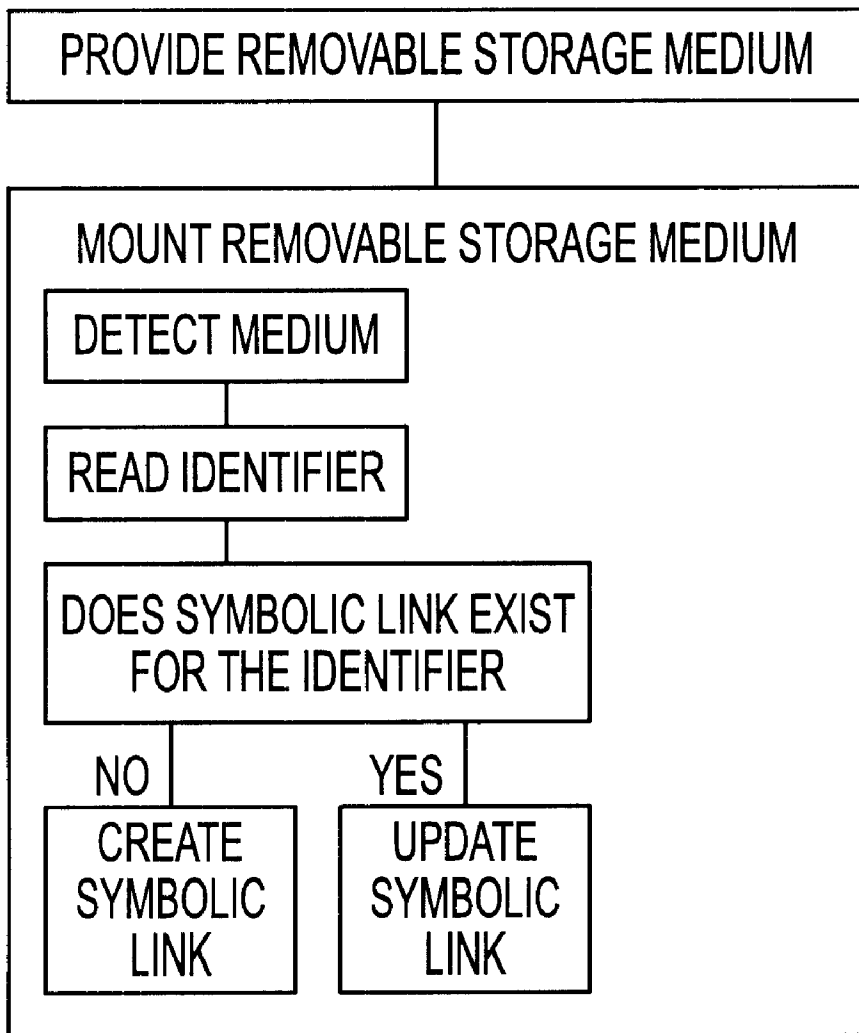 PROVIDE REMOVABLE STORAGE MEDIUM
MOUNT REMOVABLE STORAGE MEDIUM
DETECT MEDIUM
READ IDENTIFIER
DOES SYMBOLIC LINK EXIST
FOR THE IDENTIFIER
NO
YES
CREATE
SYMBOLIC
LINK
UPDATE
SYMBOLIC
LINK